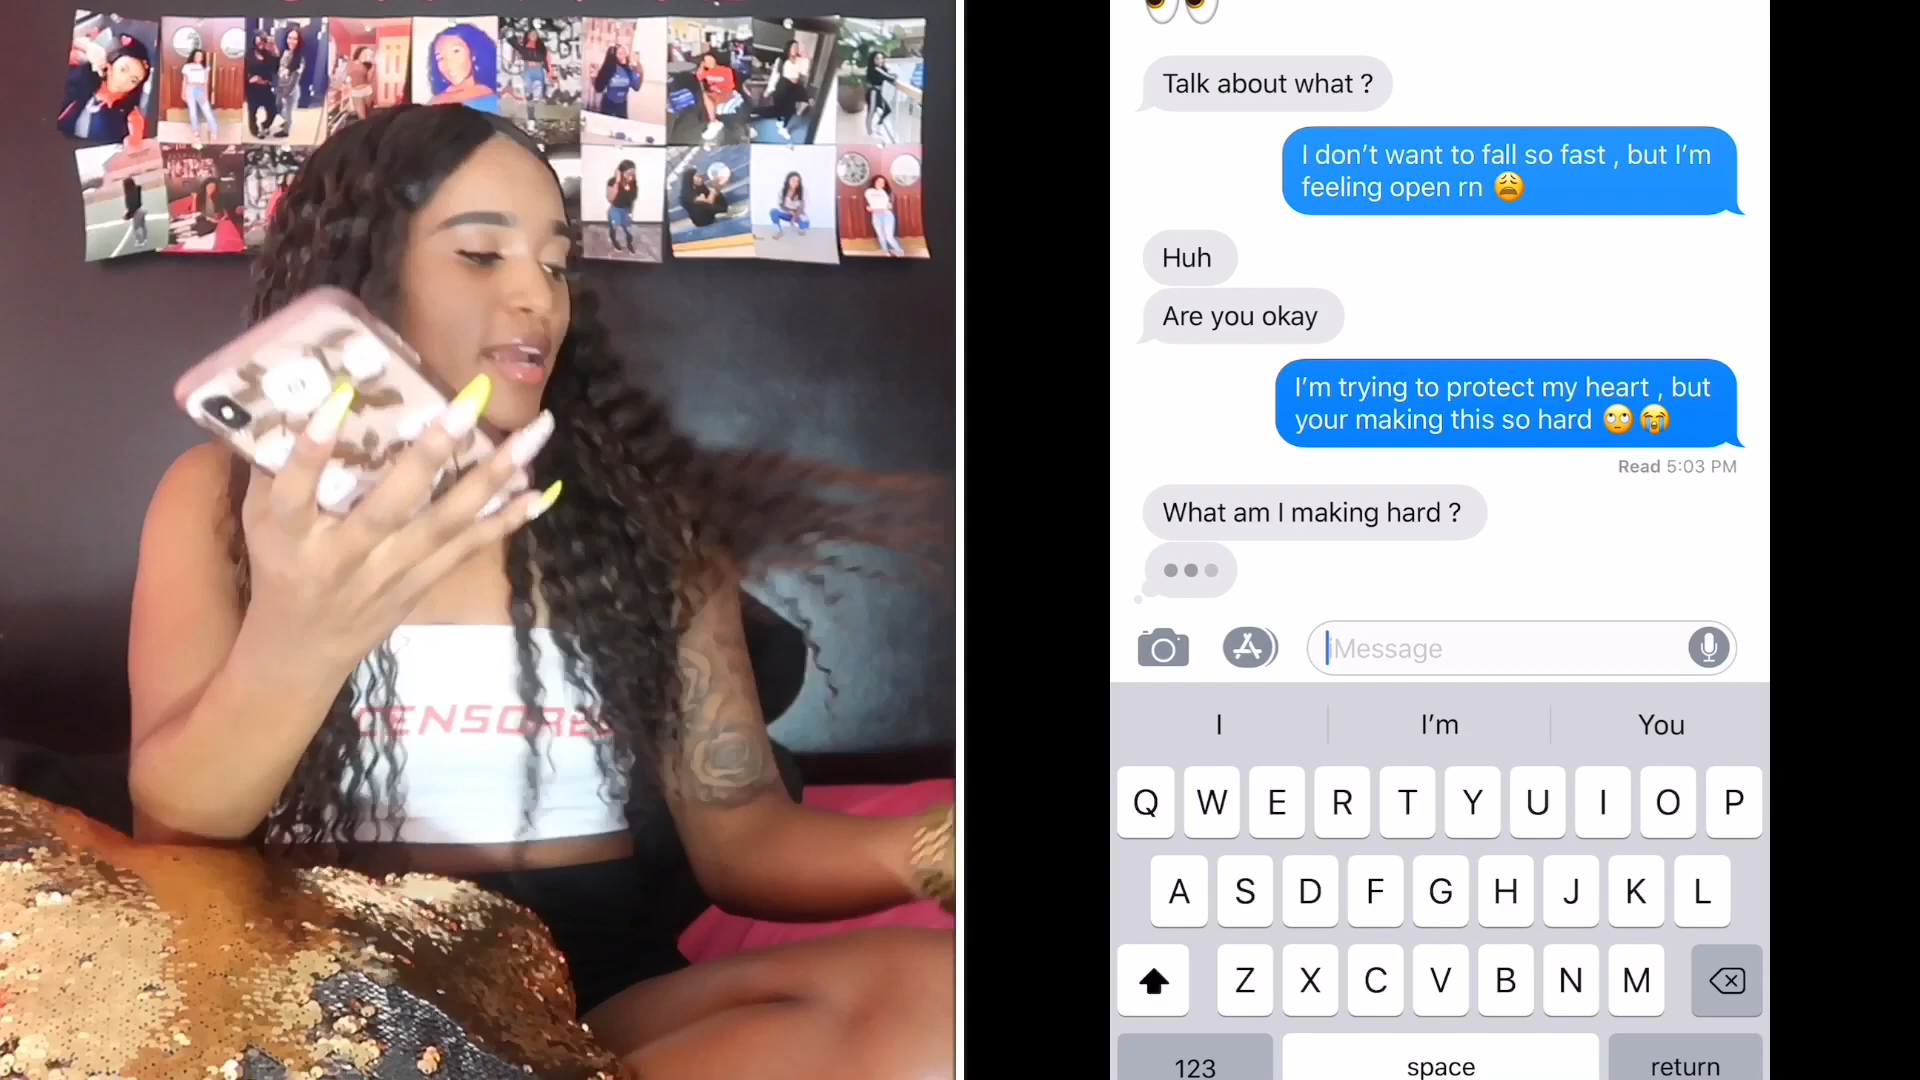 CENSORED
Talk about what ?
I don't want to fall so fast , but I'm
feeling open rn 😩
Huh
Are you okay
I'm trying to protect my heart , but
your making this so hard 🙄😭
Read 5:03 PM
What am I making hard ?
iMessage
I I'm You
Q W E R T Y U I O P
A S D F G H J K L
Z X C V B N M
123 space return